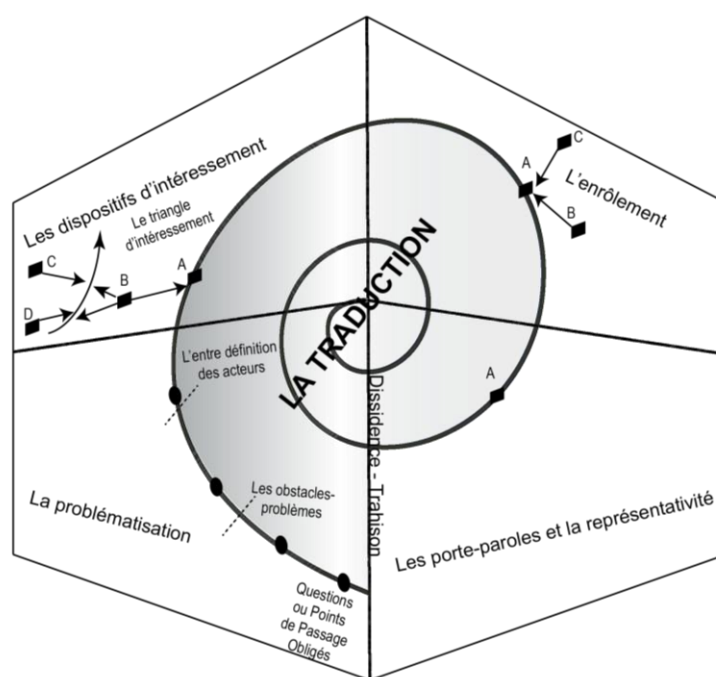 Les dispositifs d'intéressement
Le triangle
d'intéressement
C
D
B
A
L'enrôlement
A
C
B
LA TRADUCTION
L'entre définition
des acteurs
La problématisation
Les obstacles-
problèmes
Questions
ou Points
de Passage
Obligés
Dissidence - Trahison
A
Les porte-paroles et la représentativité